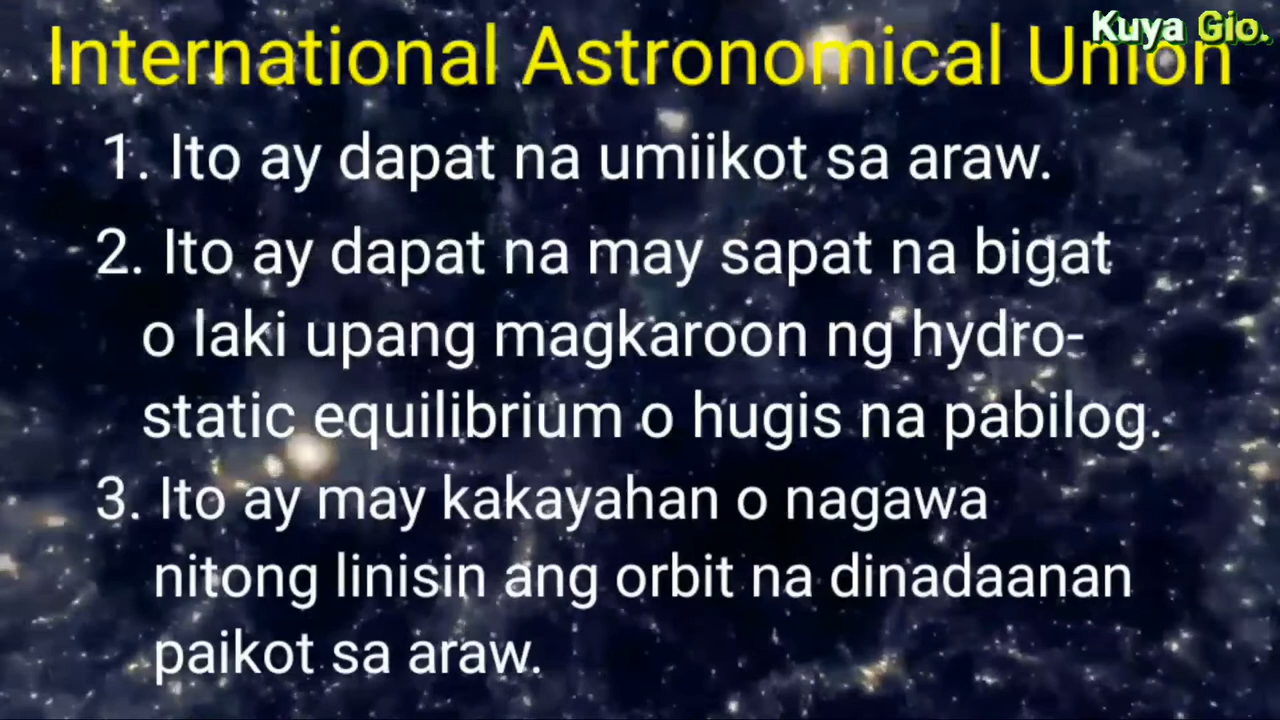 Kuya Gio.
International Astronomical Union
1. Ito ay dapat na umiikot sa araw.
2. Ito ay dapat na may sapat na bigat
o laki upang magkaroon ng hydro-
static equilibrium o hugis na pabilog.
3. Ito ay may kakayahan o nagawa
nitong linisin ang orbit na dinadaanan
paikot sa araw.